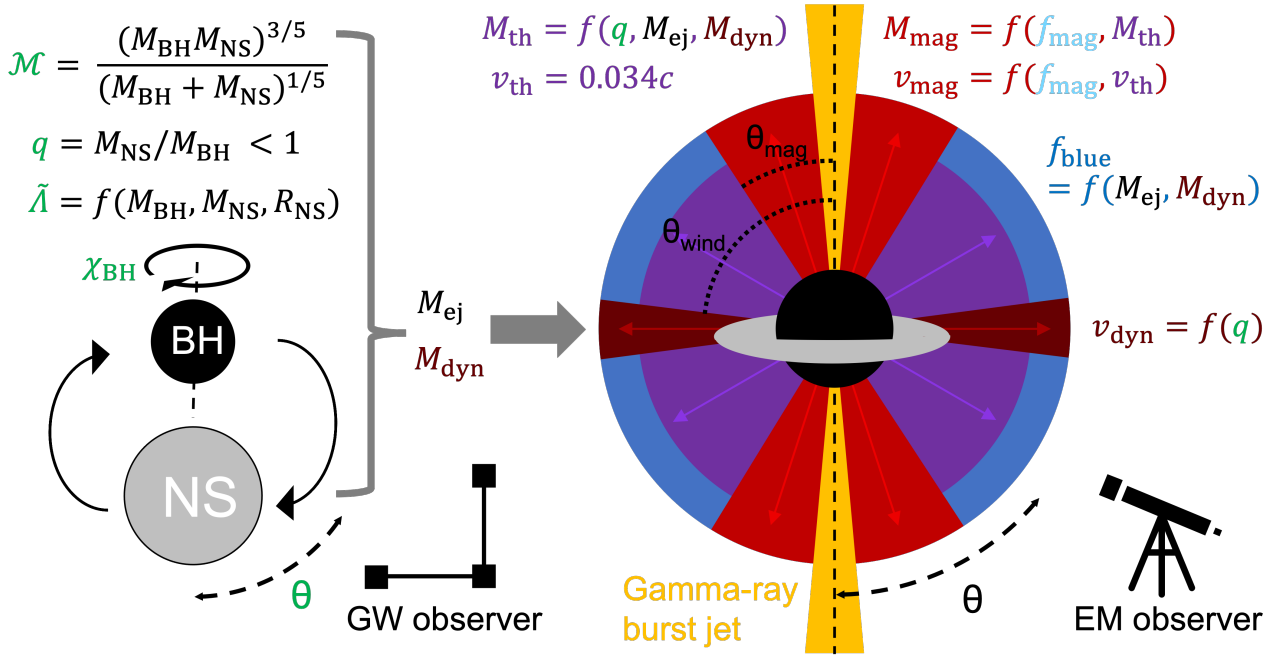 ℳ = (M_BH M_NS)^{3/5} / (M_BH + M_NS)^{1/5}
q = M_NS/M_BH < 1
Λ̃ = f(M_BH, M_NS, R_NS)
χ_BH
BH
NS
θ
GW observer
M_ej
M_dyn
M_th = f(q, M_ej, M_dyn)
v_th = 0.034c
M_mag = f(f_mag, M_th)
v_mag = f(f_mag, v_th)
f_blue
= f(M_ej, M_dyn)
θ_mag
θ_wind
v_dyn = f(q)
Gamma-ray
burst jet
θ
EM observer